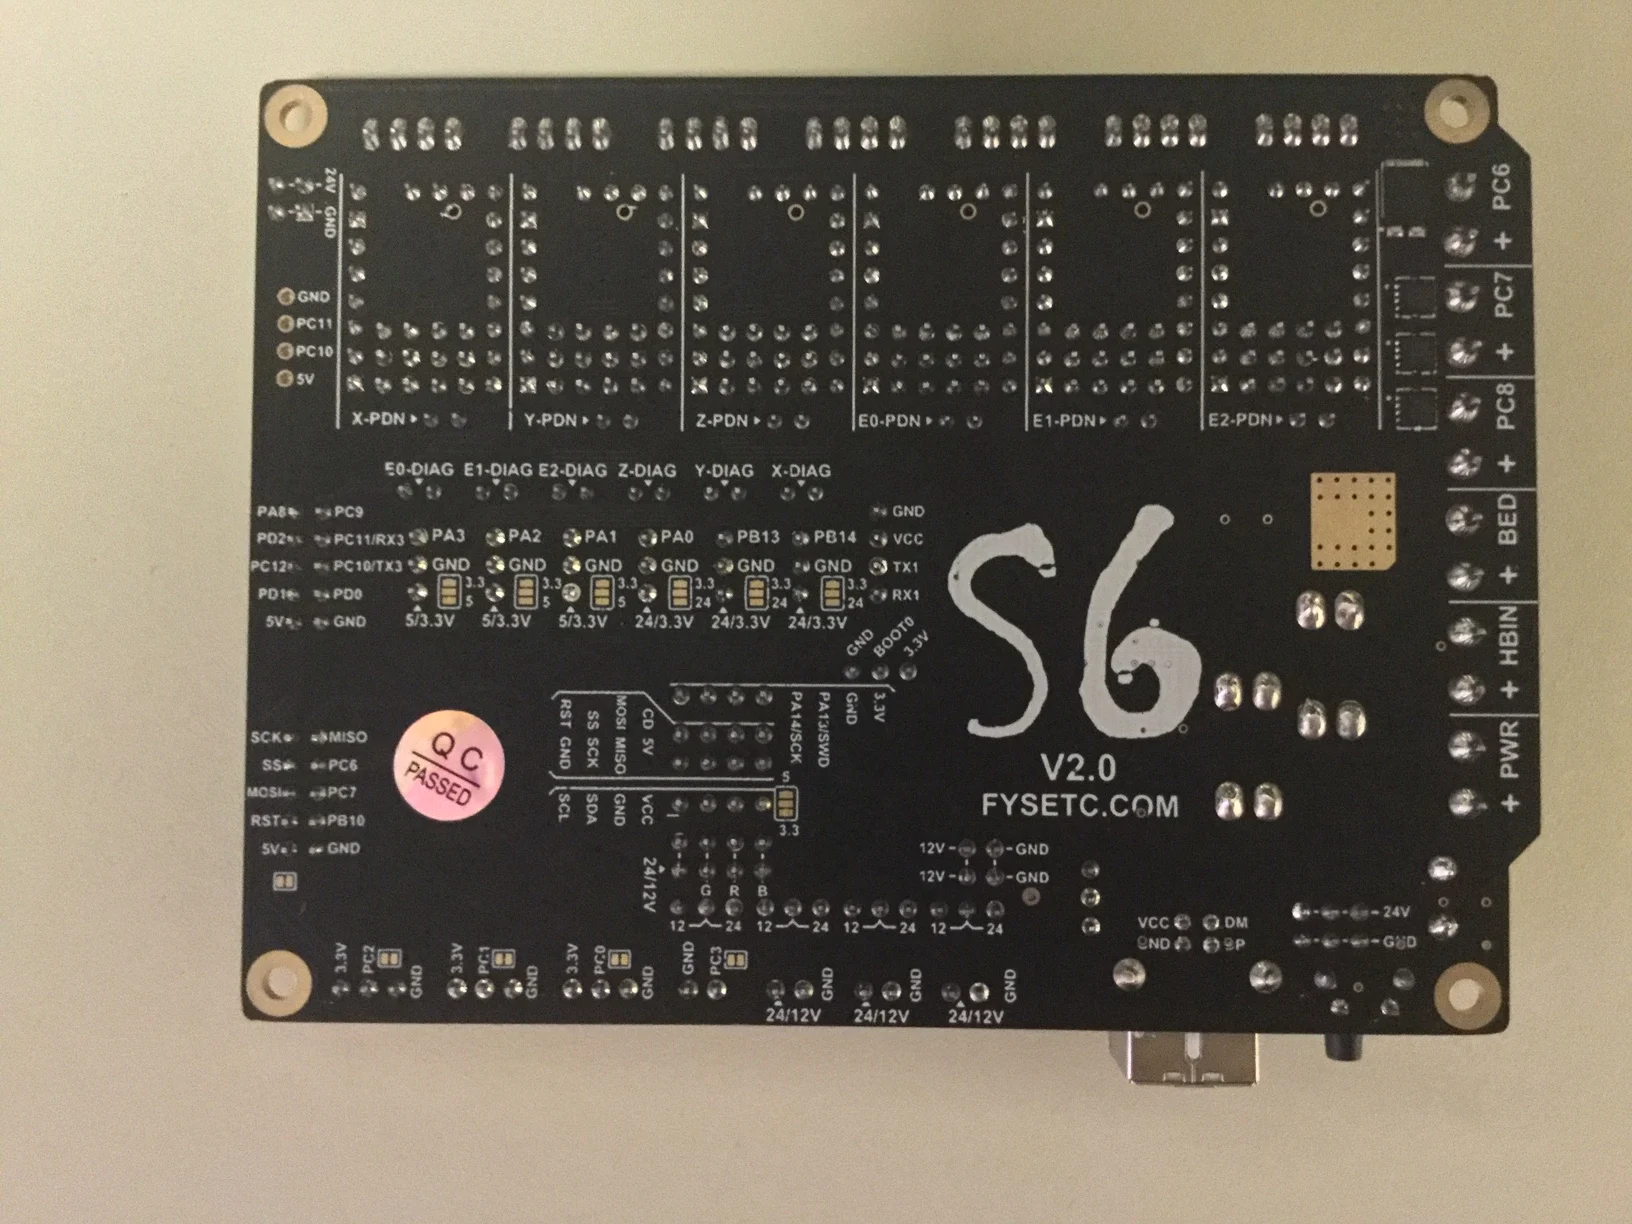 24V
GND
PC6
+
GND
PC11
PC10
5V
PC7
+
X-PDN
Y-PDN
Z-PDN
E0-PDN
E1-PDN
E2-PDN
PC8
+
E0-DIAG E1-DIAG E2-DIAG Z-DIAG Y-DIAG X-DIAG
PA8 PC9
PD2 PC11/RX3
PC12 PC10/TX3
PD1 PD0
5V GND
PA3 PA2 PA1 PA0 PB13 PB14
GND GND GND GND GND GND
3.3 3.3 3.3 3.3 3.3 3.3
5 5 5 24 24 24
5/3.3V 5/3.3V 5/3.3V 24/3.3V 24/3.3V 24/3.3V
GND
VCC
TX1
RX1
BED
+
GND
BOOT0
3.3V
HBIN
+
S6
V2.0
FYSETC.COM
PWR
+
RST SS MOSI CD
GND SCK MISO 5V
PA14/SCK
PA13/SWD
GND
3.3V
SCK MISO
SS PC6
MOSI PC7
RST PB10
5V GND
QC
PASSED
5
3.3
SCL SDA GND VCC
24/12V
G R B
12 24 12 24 12 24 12 24
12V GND
12V GND
VCC DM
GND DP
24V
GND
3.3V PC2 GND
3.3V PC1 GND
3.3V PC0 GND
GND PC3
GND GND GND
24/12V 24/12V 24/12V